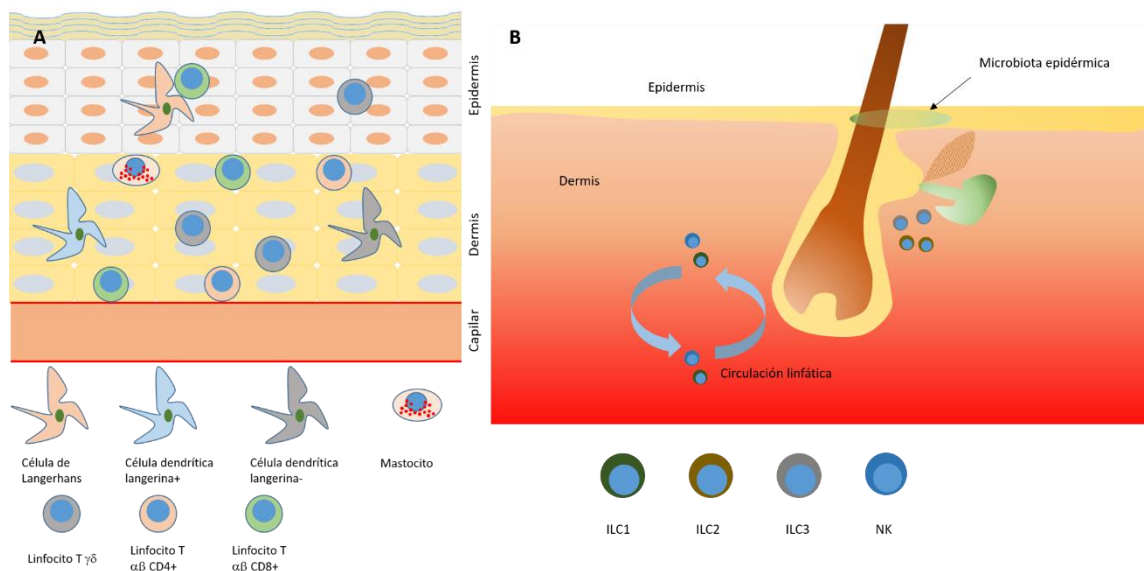 A
Epidermis
Dermis
Capilar
Célula de
Langerhans
Célula dendrítica
langerina+
Célula dendrítica
langerina-
Mastocito
Linfocito T γδ
Linfocito T
αβ CD4+
Linfocito T
αβ CD8+
B
Microbiota epidérmica
Epidermis
Dermis
Circulación linfática
ILC1
ILC2
ILC3
NK